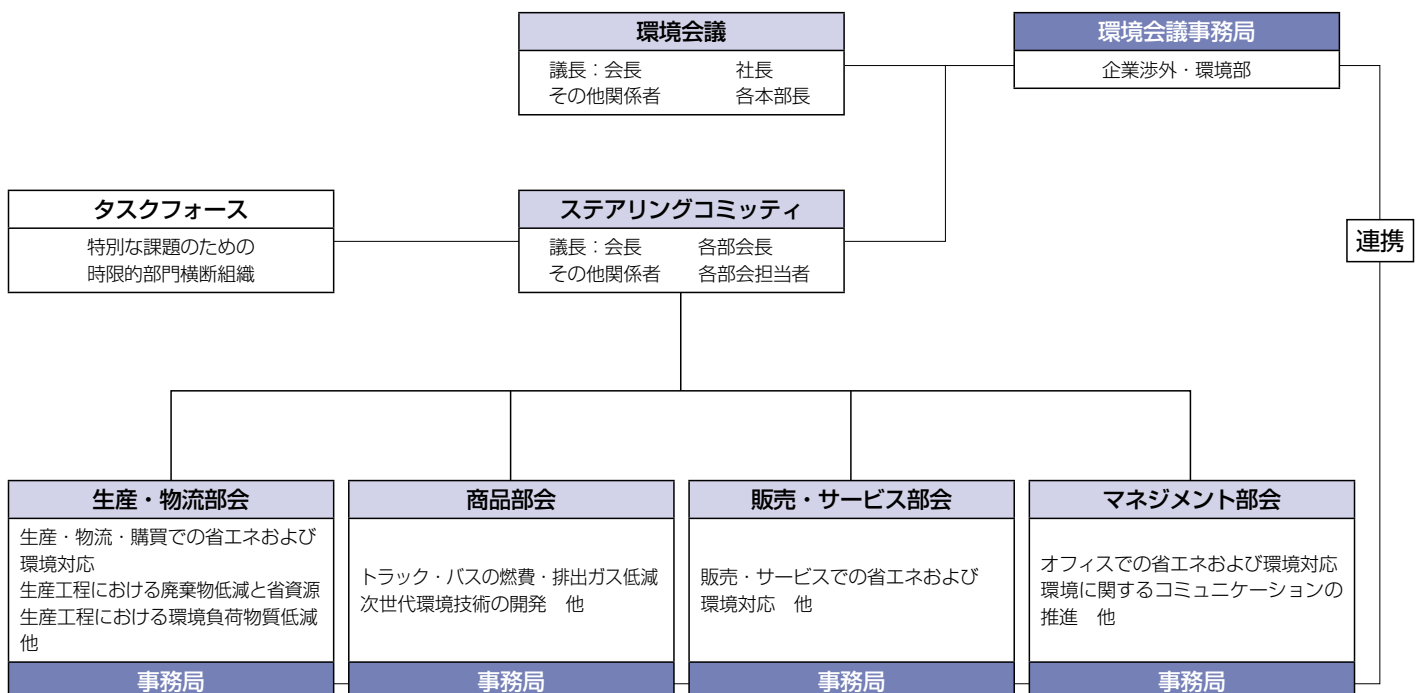 環境会議
議長：会長　社長
その他関係者　各本部長
環境会議事務局
企業渉外・環境部
タスクフォース
特別な課題のための
時限的部門横断組織
ステアリングコミッティ
議長：会長　各部会長
その他関係者　各部会担当者
連携
生産・物流部会
生産・物流・購買での省エネおよび
環境対応
生産工程における廃棄物低減と省資源
生産工程における環境負荷物質低減
他
事務局
商品部会
トラック・バスの燃費・排出ガス低減
次世代環境技術の開発　他
事務局
販売・サービス部会
販売・サービスでの省エネおよび
環境対応　他
事務局
マネジメント部会
オフィスでの省エネおよび環境対応
環境に関するコミュニケーションの
推進　他
事務局